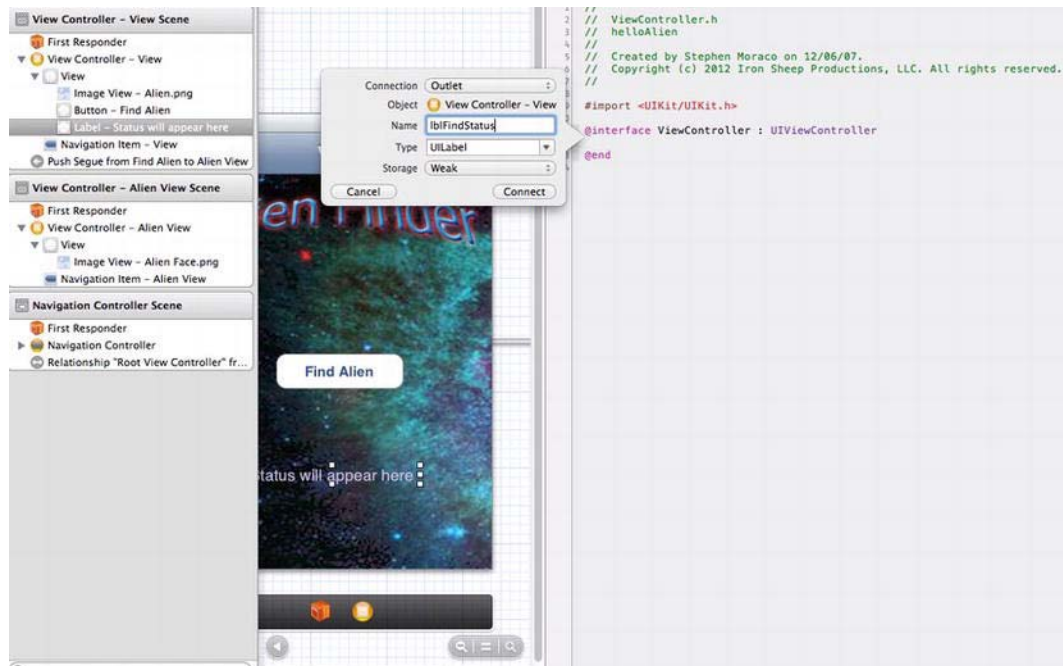 View Controller – View Scene
First Responder
View Controller – View
View
Image View – Alien.png
Button – Find Alien
Label – Status will appear here
Navigation Item – View
Push Segue from Find Alien to Alien View
View Controller – Alien View Scene
First Responder
View Controller – Alien View
View
Image View – Alien Face.png
Navigation Item – Alien View
Navigation Controller Scene
First Responder
Navigation Controller
Relationship "Root View Controller" fr...
Connection Outlet
Object View Controller – View
Name lblFindStatus
Type UILabel
Storage Weak
Cancel Connect
en Finder
Find Alien
Status will appear here
//
// ViewController.h
// helloAlien
//
// Created by Stephen Moraco on 12/06/07.
// Copyright (c) 2012 Iron Sheep Productions, LLC. All rights reserved.
//
#import <UIKit/UIKit.h>
@interface ViewController : UIViewController
@end